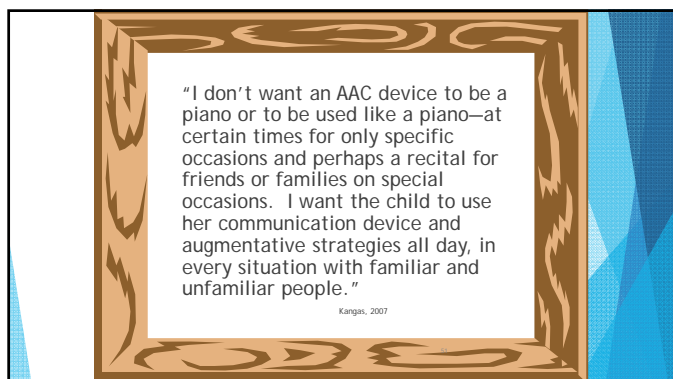 “I don’t want an AAC device to be a
piano or to be used like a piano—at
certain times for only specific
occasions and perhaps a recital for
friends or families on special
occasions.  I want the child to use
her communication device and
augmentative strategies all day, in
every situation with familiar and
unfamiliar people.”
Kangas, 2007